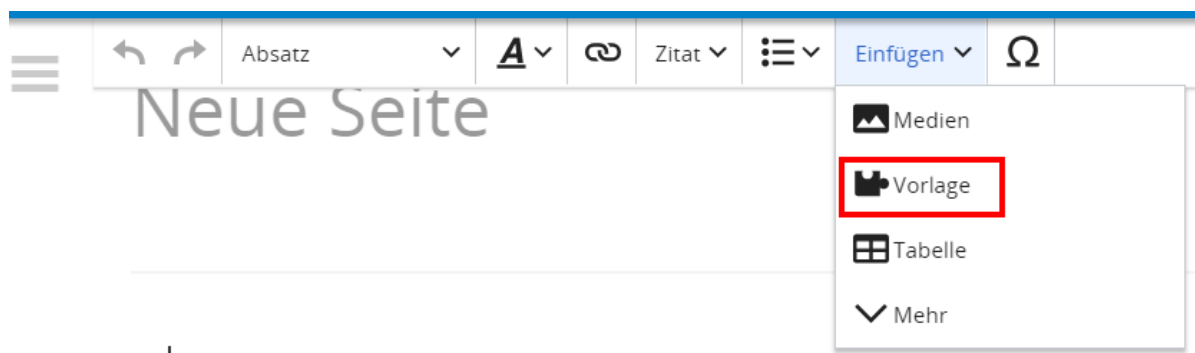 Absatz A Zitat Einfügen Ω
Neue Seite
Medien
Vorlage
Tabelle
Mehr